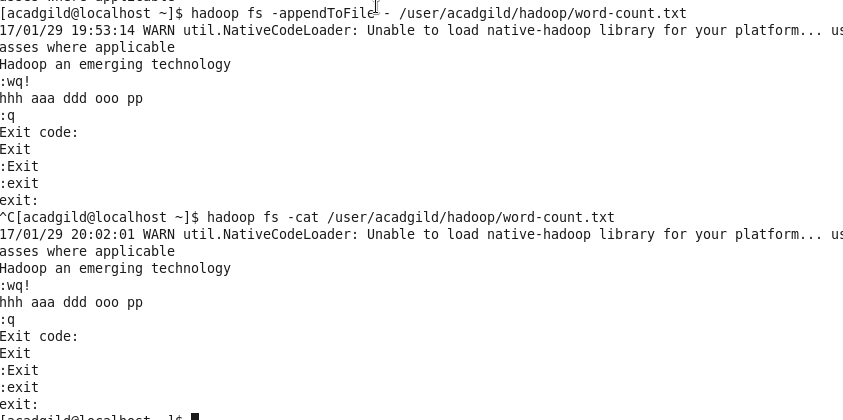 [acadgild@localhost ~]$ hadoop fs -appendToFile - /user/acadgild/hadoop/word-count.txt
17/01/29 19:53:14 WARN util.NativeCodeLoader: Unable to load native-hadoop library for your platform... us
asses where applicable
Hadoop an emerging technology
:wq!
hhh aaa ddd ooo pp
:q
Exit code:
Exit
:Exit
:exit
exit:
^C[acadgild@localhost ~]$ hadoop fs -cat /user/acadgild/hadoop/word-count.txt
17/01/29 20:02:01 WARN util.NativeCodeLoader: Unable to load native-hadoop library for your platform... us
asses where applicable
Hadoop an emerging technology
:wq!
hhh aaa ddd ooo pp
:q
Exit code:
Exit
:Exit
:exit
exit:
[acadgild@localhost ~]$